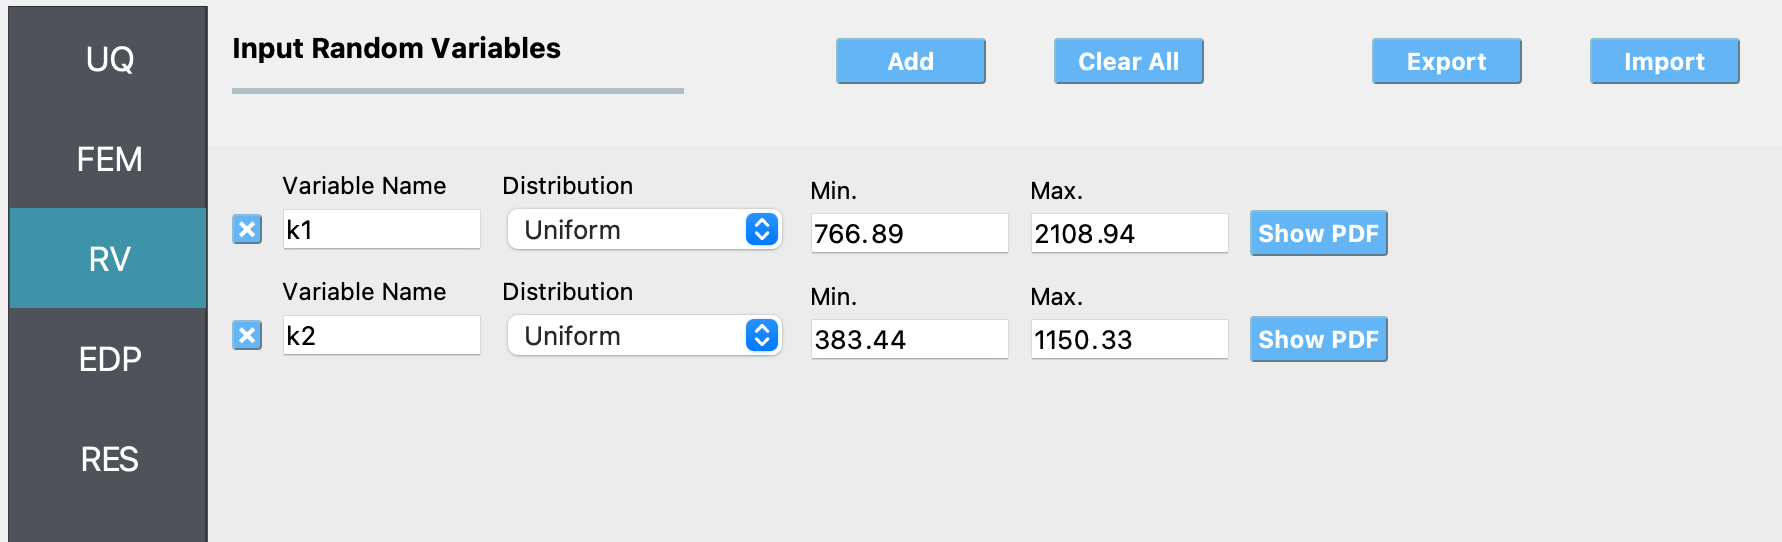 UQ
FEM
RV
EDP
RES
Input Random Variables
Add
Clear All
Export
Import
Variable Name
Distribution
Min.
Max.
k1
Uniform
766.89
2108.94
Show PDF
Variable Name
Distribution
Min.
Max.
k2
Uniform
383.44
1150.33
Show PDF